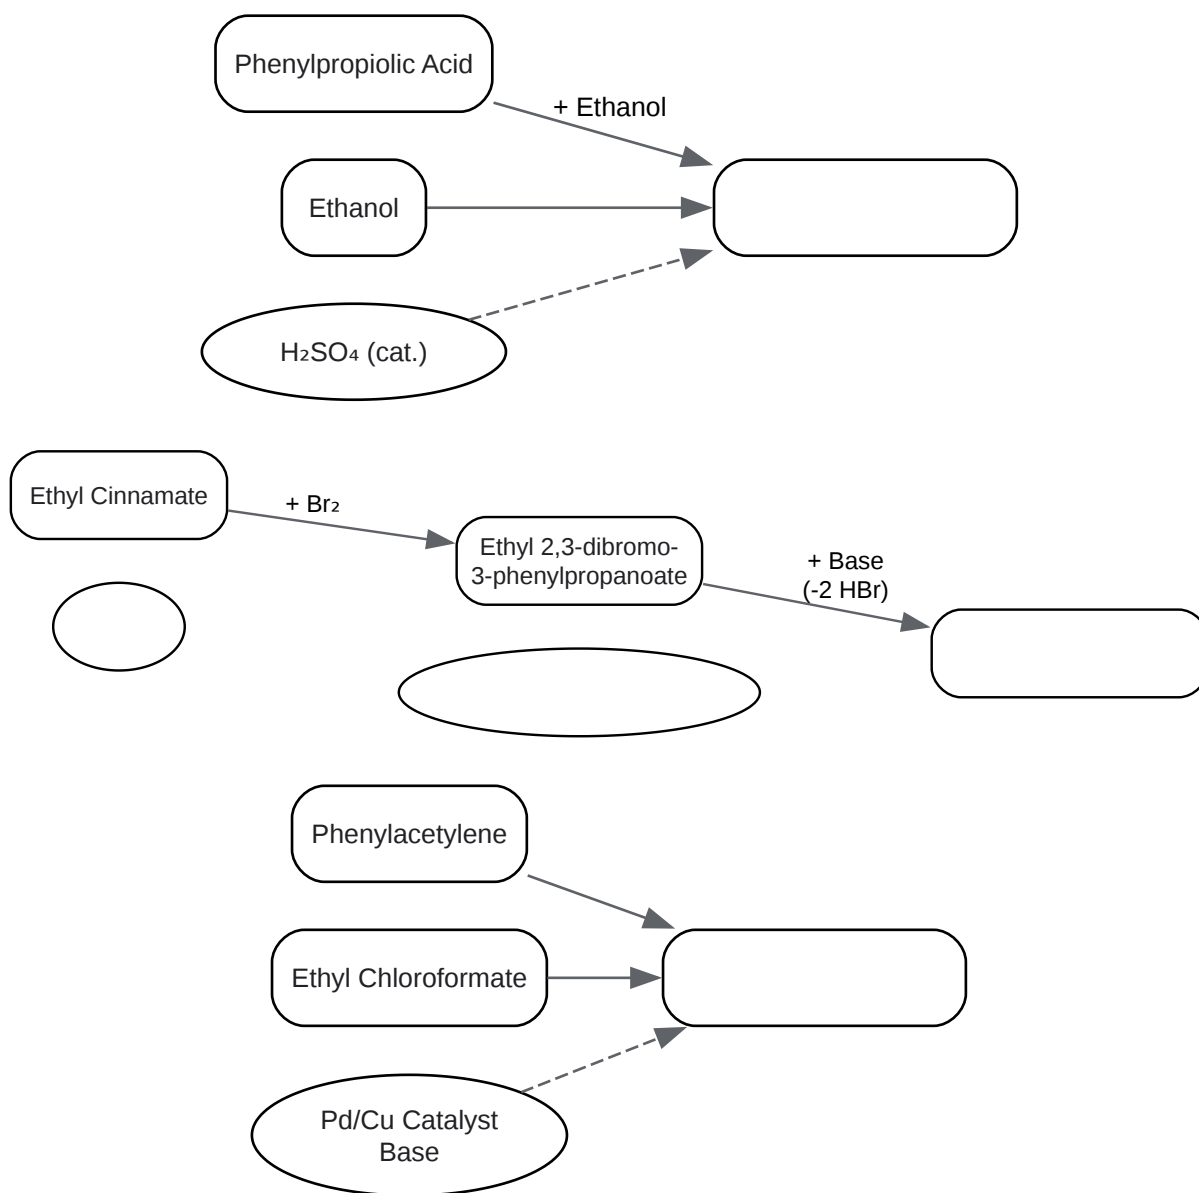 Phenylpropiolic Acid
+ Ethanol
Ethanol
H₂SO₄ (cat.)
Ethyl Cinnamate
+ Br₂
Ethyl 2,3-dibromo-
3-phenylpropanoate
+ Base
(-2 HBr)
Phenylacetylene
Ethyl Chloroformate
Pd/Cu Catalyst
Base